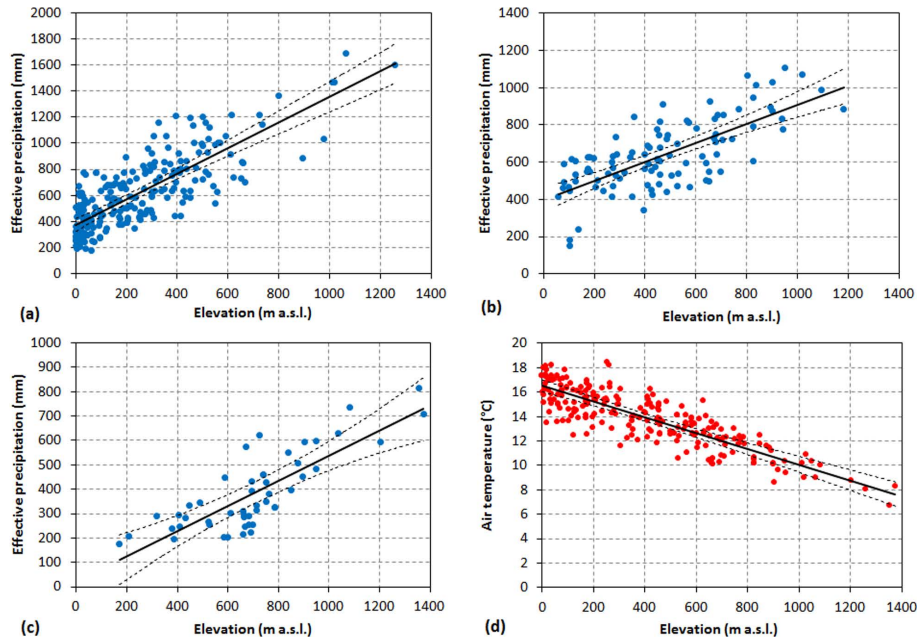 2000
1800
1600
1400
1200
1000
800
600
400
200
0
Effective precipitation (mm)
0 200 400 600 800 1000 1200 1400
(a)
Elevation (m a.s.l.)
1400
1200
1000
800
600
400
200
0
Effective precipitation (mm)
0 200 400 600 800 1000 1200 1400
(b)
Elevation (m a.s.l.)
1000
900
800
700
600
500
400
300
200
100
0
Effective precipitation (mm)
0 200 400 600 800 1000 1200 1400
(c)
Elevation (m a.s.l.)
20
18
16
14
12
10
8
6
4
2
0
Air temperature (°C)
0 200 400 600 800 1000 1200 1400
Elevation (m a.s.l.)
(d)